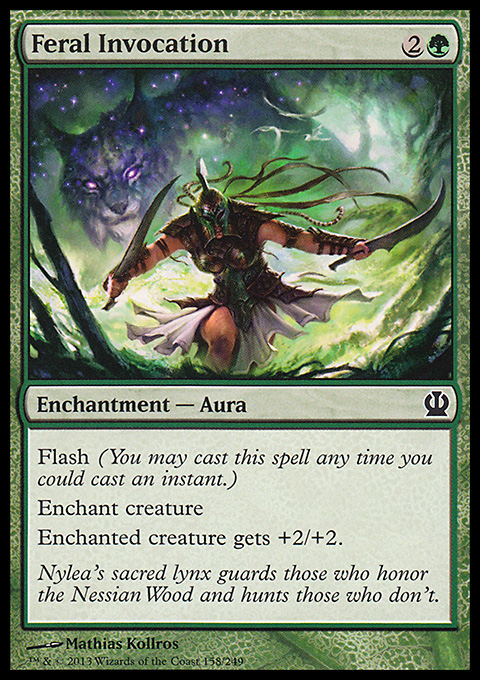 Feral Invocation 2
Enchantment — Aura
Flash (You may cast this spell any time you
could cast an instant.)
Enchant creature
Enchanted creature gets +2/+2.
Nylea's sacred lynx guards those who honor
the Nessian Wood and hunts those who don't.
Mathias Kollros
™ & © 2013 Wizards of the Coast 158/249